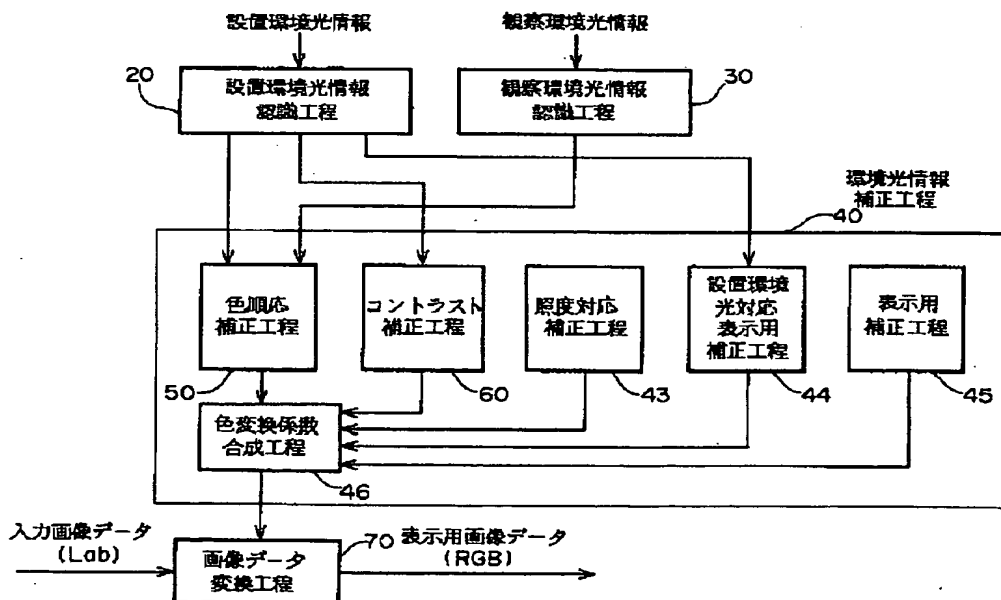 設置環境光情報
観察環境光情報
20
設置環境光情報
認識工程
観察環境光情報
認識工程
30
環境光情報
補正工程
40
色順応
補正工程
コントラスト
補正工程
照度対応
補正工程
設置環境
光対応
表示用
補正工程
表示用
補正工程
50
60
43
44
45
色変換係数
合成工程
46
入力画像データ
(Lab)
画像データ
変換工程
70
表示用画像データ
(RGB)